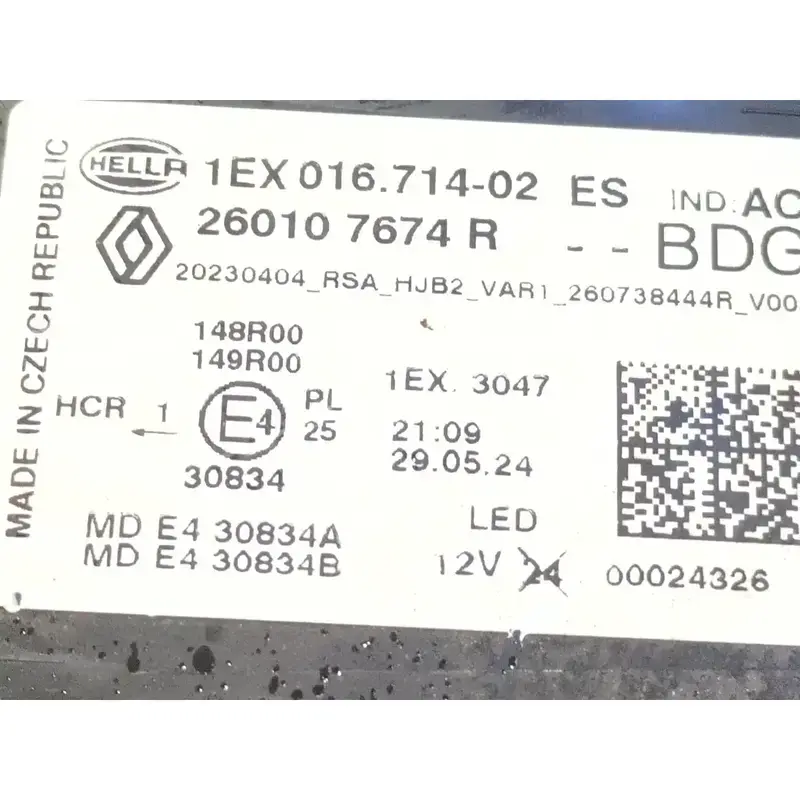 MADE IN CZECH REPUBLIC
HELLA 1EX 016.714-02 ES IND: AC
260107674R -- BDG
20230404_RSA_HJB2_VAR1_260738444R_V00
148R00
149R00
HCR 1 E4 PL 25
30834
1EX. 3047
21:09
29.05.24
MD E4 30834A
MD E4 30834B
LED
12V 24
00024326